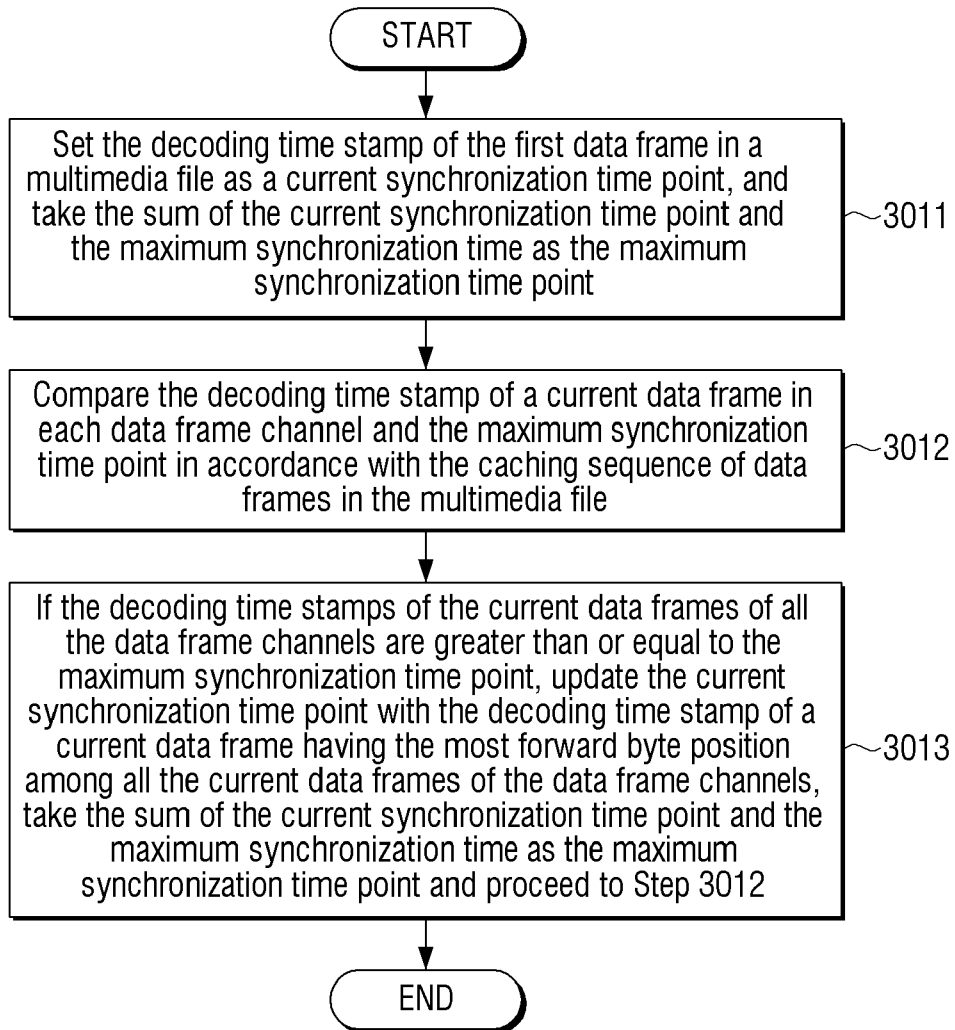 START
Set the decoding time stamp of the first data frame in a
multimedia file as a current synchronization time point, and
take the sum of the current synchronization time point and
the maximum synchronization time as the maximum
synchronization time point
3011
Compare the decoding time stamp of a current data frame in
each data frame channel and the maximum synchronization
time point in accordance with the caching sequence of data
frames in the multimedia file
3012
If the decoding time stamps of the current data frames of all
the data frame channels are greater than or equal to the
maximum synchronization time point, update the current
synchronization time point with the decoding time stamp of a
current data frame having the most forward byte position
among all the current data frames of the data frame channels,
take the sum of the current synchronization time point and the
maximum synchronization time as the maximum
synchronization time point and proceed to Step 3012
3013
END